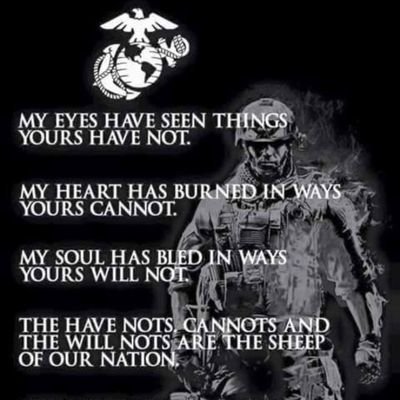 MY EYES HAVE SEEN THINGS
YOURS HAVE NOT.
MY HEART HAS BURNED IN WAYS
YOURS CANNOT.
MY SOUL HAS BLED IN WAYS
YOURS WILL NOT.
THE HAVE NOTS, CANNOTS AND
THE WILL NOTS ARE THE SHEEP
OF OUR NATION.